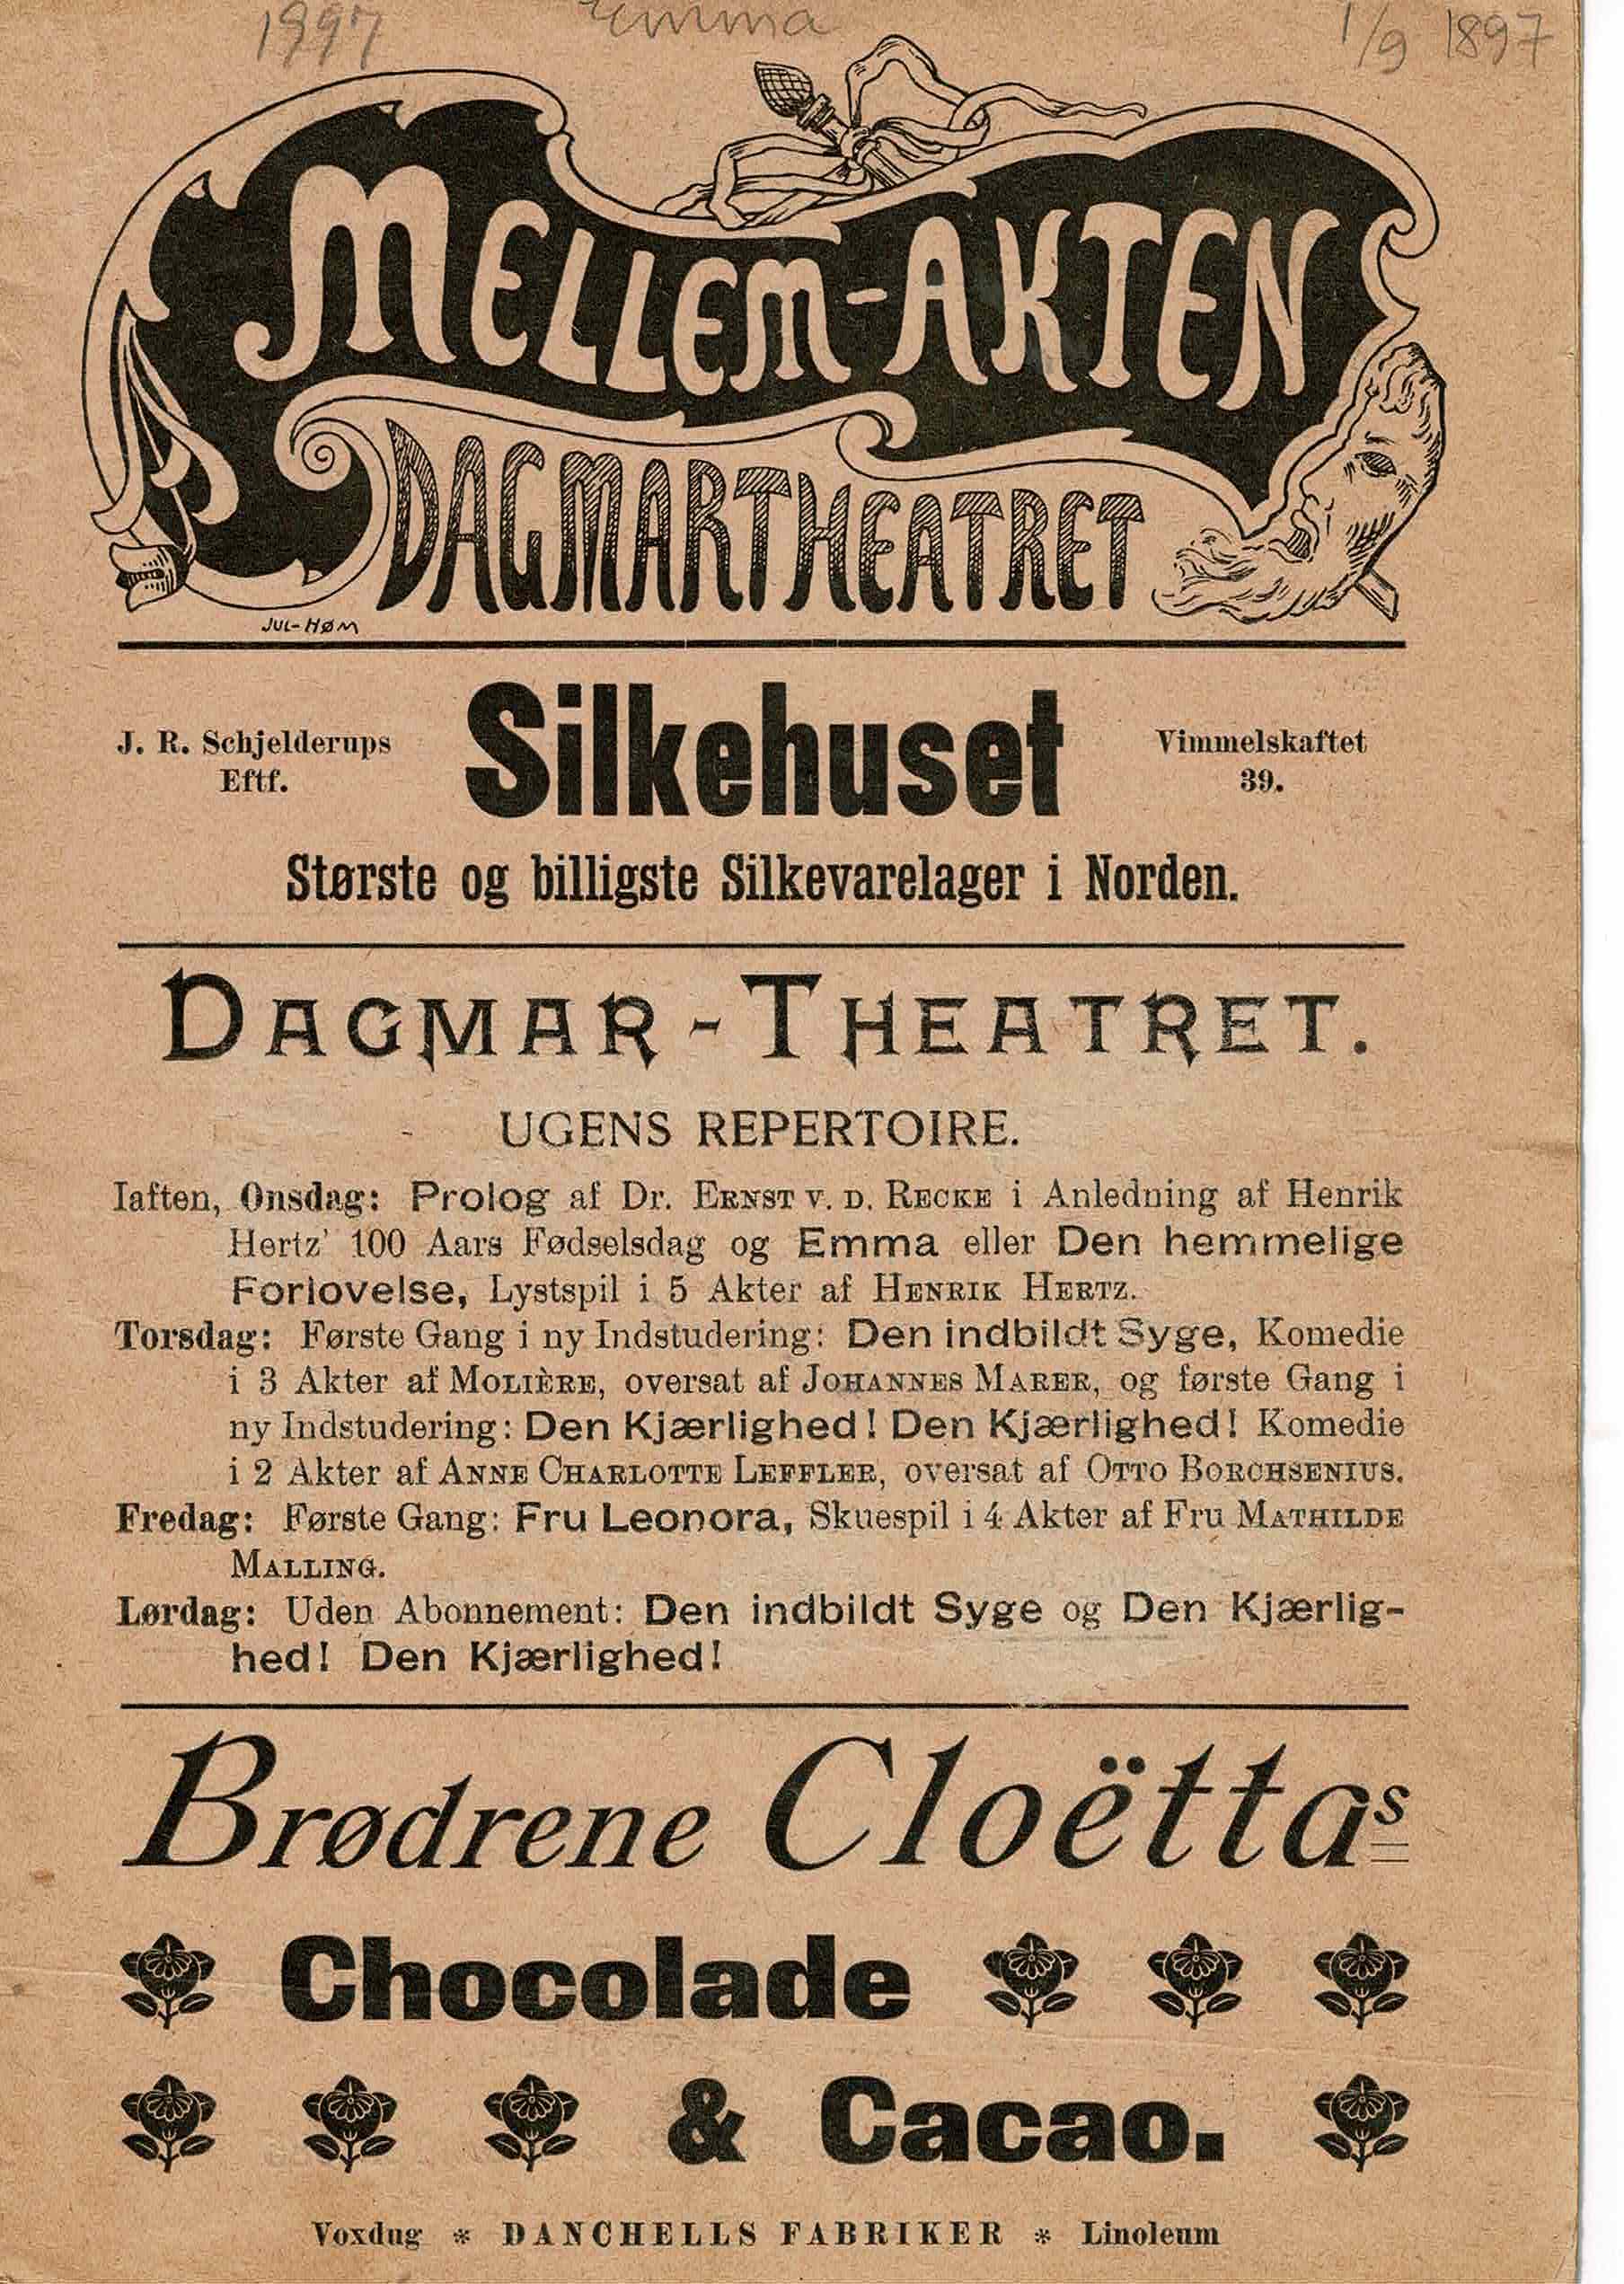 1997 Emma 1/9 1897
MELLEM-AKTEN
DAGMARTHEATRET
JUL-HØM
J. R. Schjelderups
Eftf.
Silkehuset
Vimmelskaftet
39.
Største og billigste Silkevarelager i Norden.
DAGMAR-THEATRET.
UGENS REPERTOIRE.
Iaften, Onsdag: Prolog af Dr. ERNST V. D. RECKE i Anledning af Henrik
Hertz' 100 Aars Fødselsdag og Emma eller Den hemmelige
Forlovelse, Lystspil i 5 Akter af HENRIK HERTZ.
Torsdag: Første Gang i ny Indstudering: Den indbildt Syge, Komedie
i 3 Akter af MOLIÈRE, oversat af JOHANNES MARER, og første Gang i
ny Indstudering: Den Kjærlighed! Den Kjærlighed! Komedie
i 2 Akter af ANNE CHARLOTTE LEFFLER, oversat af OTTO BORCHSENIUS.
Fredag: Første Gang: Fru Leonora, Skuespil i 4 Akter af Fru MATHILDE
MALLING.
Lørdag: Uden Abonnement: Den indbildt Syge og Den Kjærlig-
hed! Den Kjærlighed!
Brødrene Cloëttas
Chocolade
& Cacao.
Voxdug * DANCHELLS FABRIKER * Linoleum